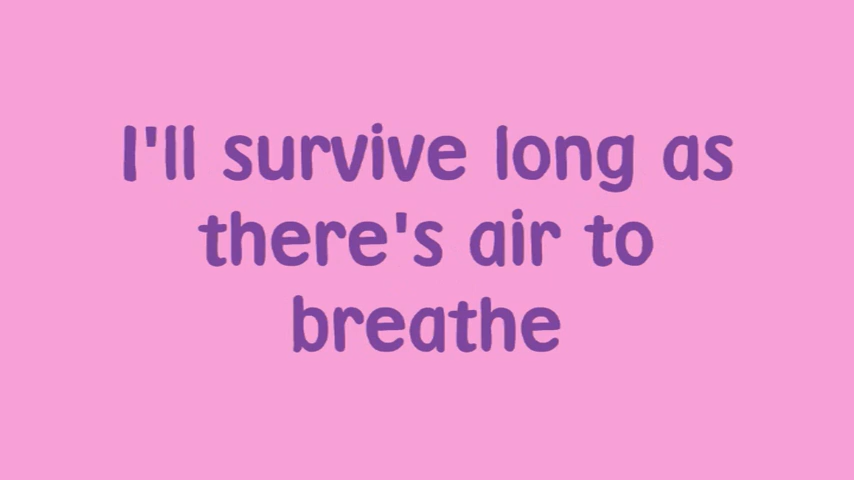 I'll survive long as
there's air to
breathe